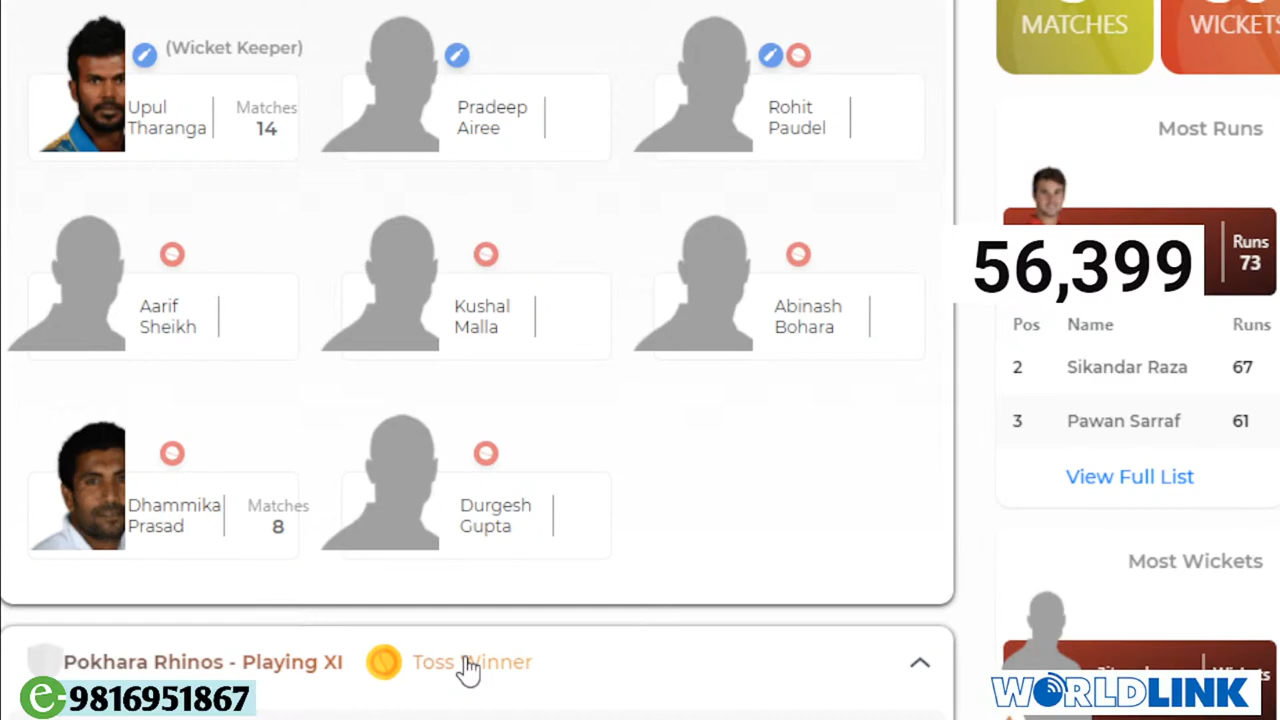 MATCHES
WICKETS
(Wicket Keeper)
Upul
Tharanga
Matches
14
Pradeep
Airee
Rohit
Paudel
Most Runs
Runs
73
56,399
Aarif
Sheikh
Kushal
Malla
Abinash
Bohara
Pos Name Runs
2 Sikandar Raza 67
3 Pawan Sarraf 61
View Full List
Dhammika
Prasad
Matches
8
Durgesh
Gupta
Most Wickets
Pokhara Rhinos - Playing XI
Toss Winner
e-9816951867
WORLDLINK